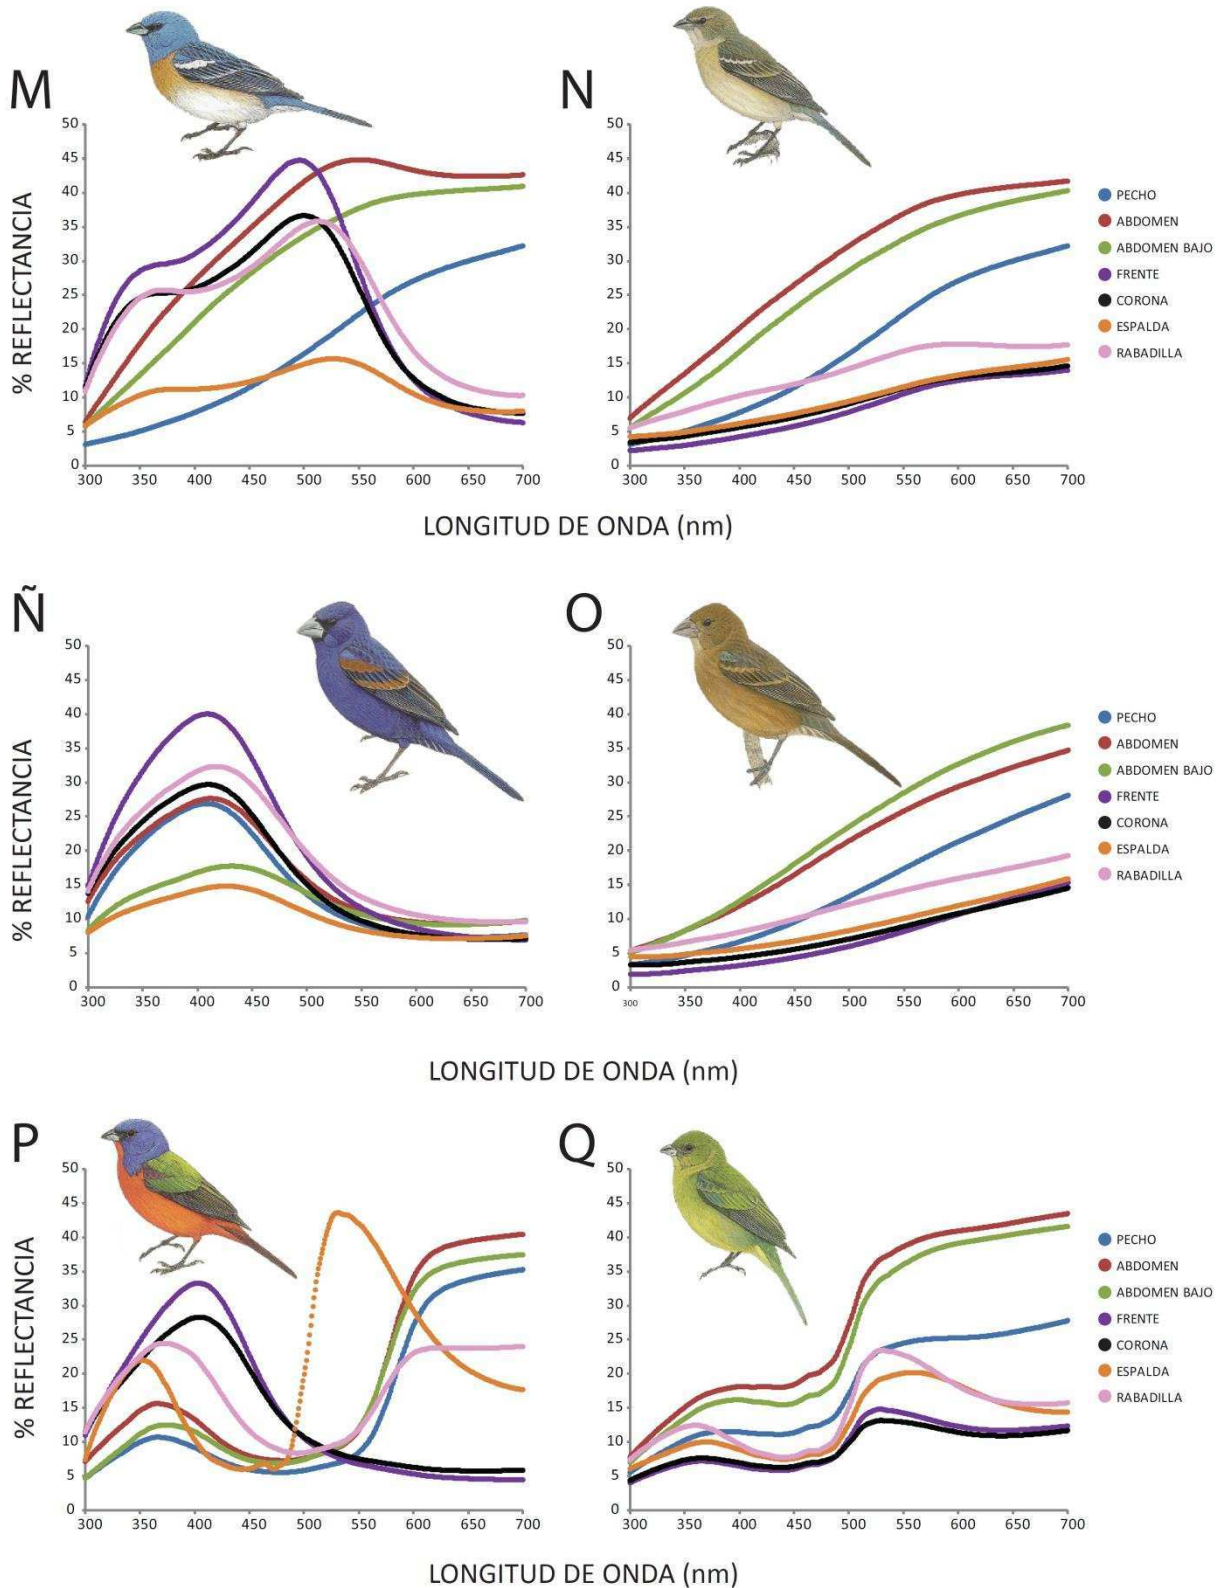 M
N
50
45
40
35
30
25
20
15
10
5
0
300 350 400 450 500 550 600 650 700
% REFLECTANCIA
50
45
40
35
30
25
20
15
10
5
0
300 350 400 450 500 550 600 650 700
PECHO
ABDOMEN
ABDOMEN BAJO
FRENTE
CORONA
ESPALDA
RABADILLA
LONGITUD DE ONDA (nm)
Ñ
O
50
45
40
35
30
25
20
15
10
5
0
300 350 400 450 500 550 600 650 700
% REFLECTANCIA
50
45
40
35
30
25
20
15
10
5
0
300 350 400 450 500 550 600 650 700
PECHO
ABDOMEN
ABDOMEN BAJO
FRENTE
CORONA
ESPALDA
RABADILLA
LONGITUD DE ONDA (nm)
P
Q
50
45
40
35
30
25
20
15
10
5
0
300 350 400 450 500 550 600 650 700
% REFLECTANCIA
50
45
40
35
30
25
20
15
10
5
0
300 350 400 450 500 550 600 650 700
PECHO
ABDOMEN
ABDOMEN BAJO
FRENTE
CORONA
ESPALDA
RABADILLA
LONGITUD DE ONDA (nm)